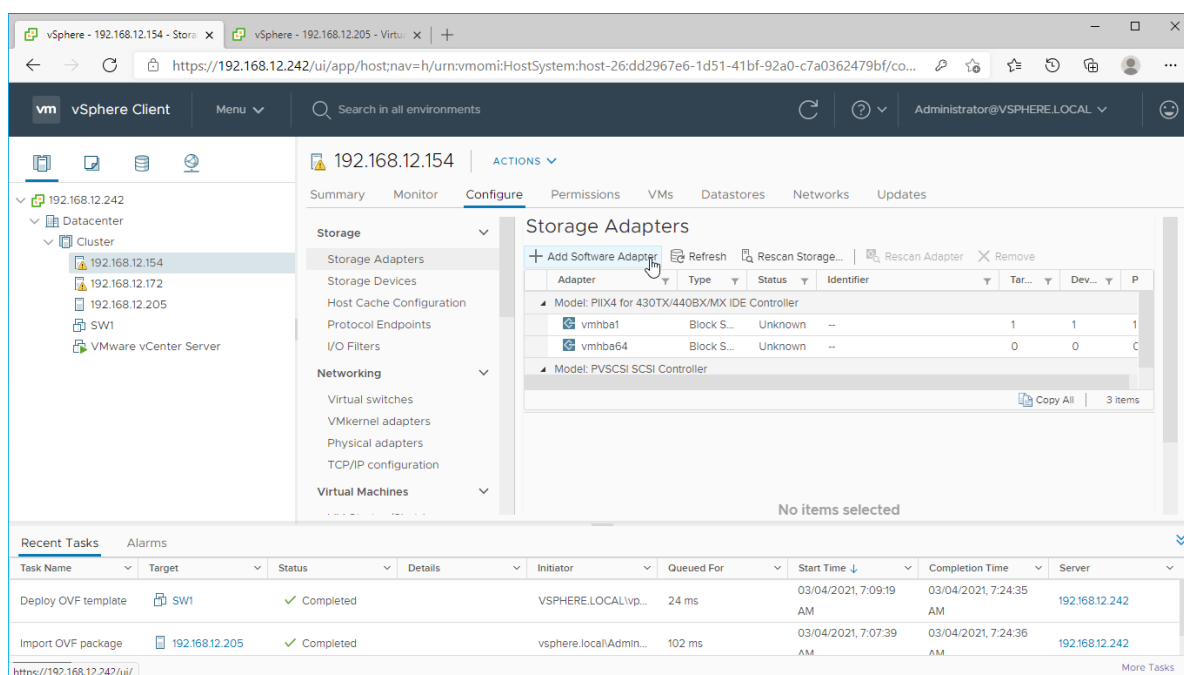 vSphere - 192.168.12.154 - Stora
vSphere - 192.168.12.205 - Virtu
https://192.168.12.242/ui/app/host;nav=h/urn:vmomi:HostSystem:host-26:dd2967e6-1d51-41bf-92a0-c7a0362479bf/co...
vm vSphere Client Menu Search in all environments Administrator@VSPHERE.LOCAL
192.168.12.154 ACTIONS
Summary Monitor Configure Permissions VMs Datastores Networks Updates
192.168.12.242
Datacenter
Cluster
192.168.12.154
192.168.12.172
192.168.12.205
SW1
VMware vCenter Server
Storage
Storage Adapters
Storage Devices
Host Cache Configuration
Protocol Endpoints
I/O Filters
Networking
Virtual switches
VMkernel adapters
Physical adapters
TCP/IP configuration
Virtual Machines
Storage Adapters
+ Add Software Adapter Refresh Rescan Storage... Rescan Adapter Remove
Adapter Type Status Identifier Tar... Dev... P
Model: PIIX4 for 430TX/440BX/MX IDE Controller
vmhba1 Block S... Unknown -- 1 1 1
vmhba64 Block S... Unknown -- 0 0
Model: PVSCSI SCSI Controller
Copy All 3 items
No items selected
Recent Tasks Alarms
Task Name Target Status Details Initiator Queued For Start Time ↓ Completion Time Server
Deploy OVF template SW1 Completed VSPHERE.LOCAL\vp... 24 ms 03/04/2021, 7:09:19 AM 03/04/2021, 7:24:35 AM 192.168.12.242
Import OVF package 192.168.12.205 Completed vsphere.local\Admin... 102 ms 03/04/2021, 7:07:39 AM 03/04/2021, 7:24:36 AM 192.168.12.242
https://192.168.12.242/ui/
More Tasks